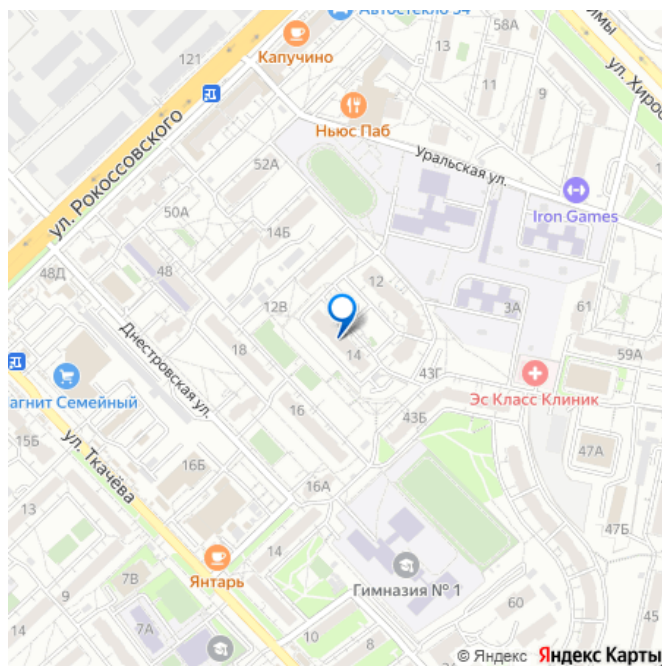 Автостекло 34
58А
13
121
Капучино
11
9
ул. Рокоссовского
Ньюс Паб
Уральская ул.
52А
Iron Games
50А
14Б
48Д
48
12
12В
3А
61
Днестровская ул.
18
14
59А
43Г
агнит Семейный
Эс Класс Клиник
16
43Б
15Б
ул. Ткачёва
16Б
47А
16А
13
47Б
14
Янтарь
7В
Гимназия № 1
9
60
7А
10
8
© Яндекс Яндекс Карты